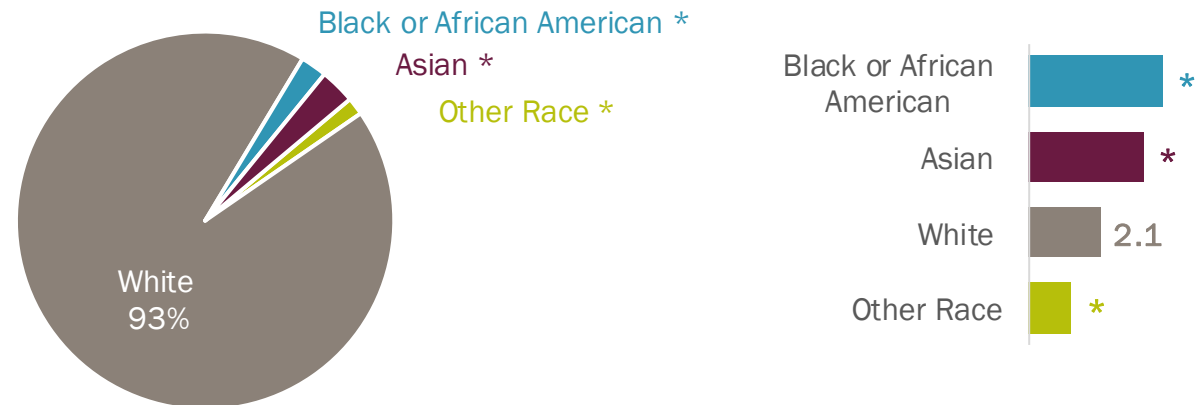 Black or African American *
Asian *
Other Race *
White
93%
Black or African
American
*
Asian
*
White
2.1
Other Race
*